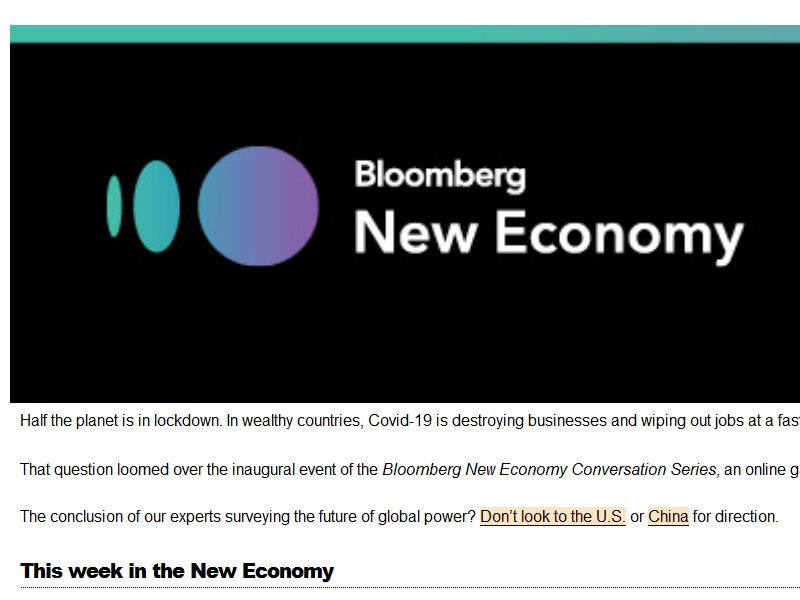 Bloomberg
New Economy
Half the planet is in lockdown. In wealthy countries, Covid-19 is destroying businesses and wiping out jobs at a
That question loomed over the inaugural event of the Bloomberg New Economy Conversation Series, an online
The conclusion of our experts surveying the future of global power? Don’t look to the U.S. or China for direction.
This week in the New Economy